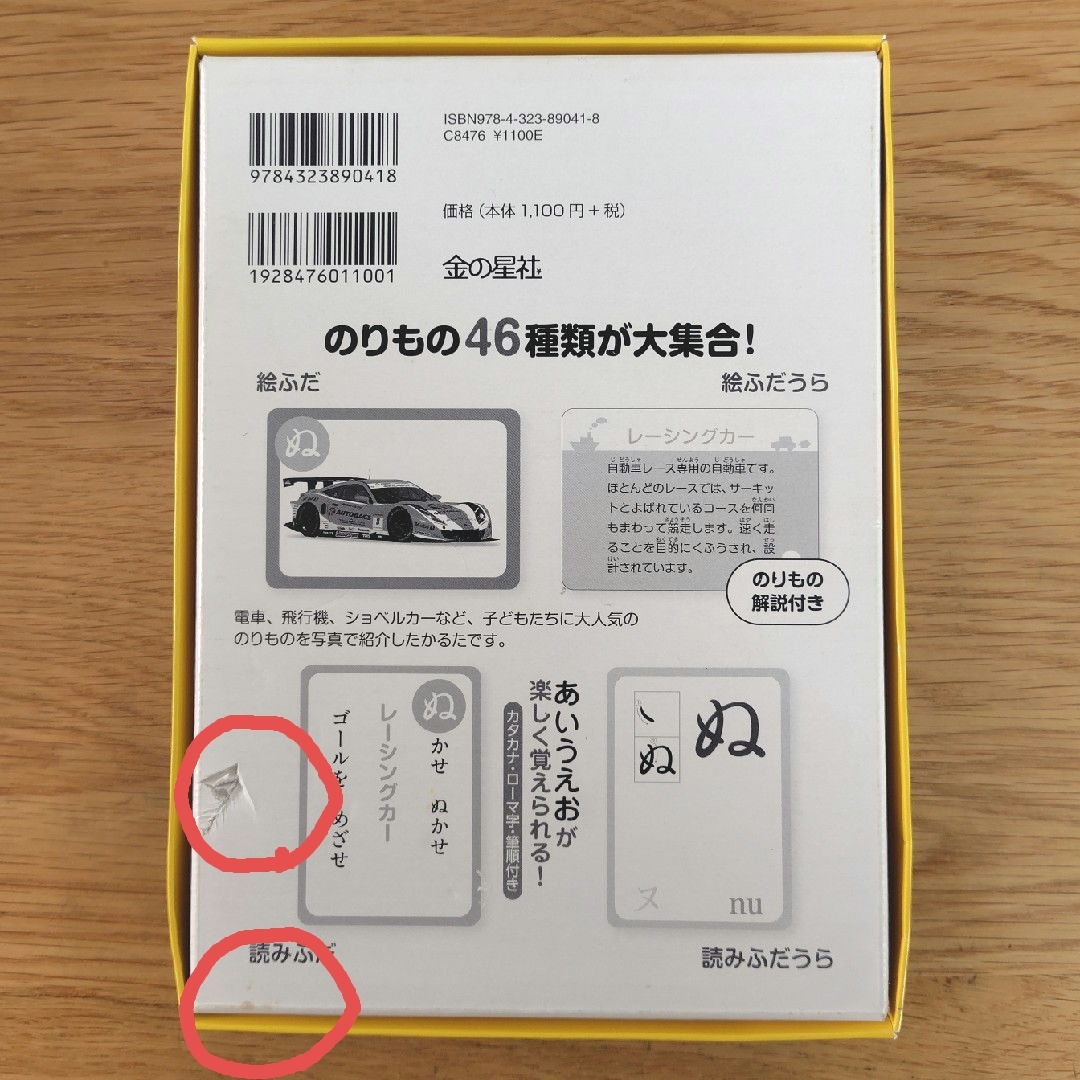 ISBN978-4-323-89041-8
C8476 ¥1100E
9784323890418
価格（本体 1,100 円＋税）
1928476011001
金の星社
のりもの46種類が大集合！
絵ふだ
絵ふだうら
ぬ
AUTOBACS
レーシングカー
自動車レース専用の自動車です。
ほとんどのレースでは、サーキッ
トとよばれているコースを何回
もまわって競走します。速く走
ることを目的にくふうされ、設
計されています。
のりもの
解説付き
電車、飛行機、ショベルカーなど、子どもたちに大人気の
のりものを写真で紹介したかるたです。
ぬ
かせ ぬかせ
レーシングカー
ゴールを めざせ
あいうえおが
楽しく覚えられる！
カタカナ・ローマ字・筆順付き
ぬ
ぬ
ヌ
nu
読みふだ
読みふだうら